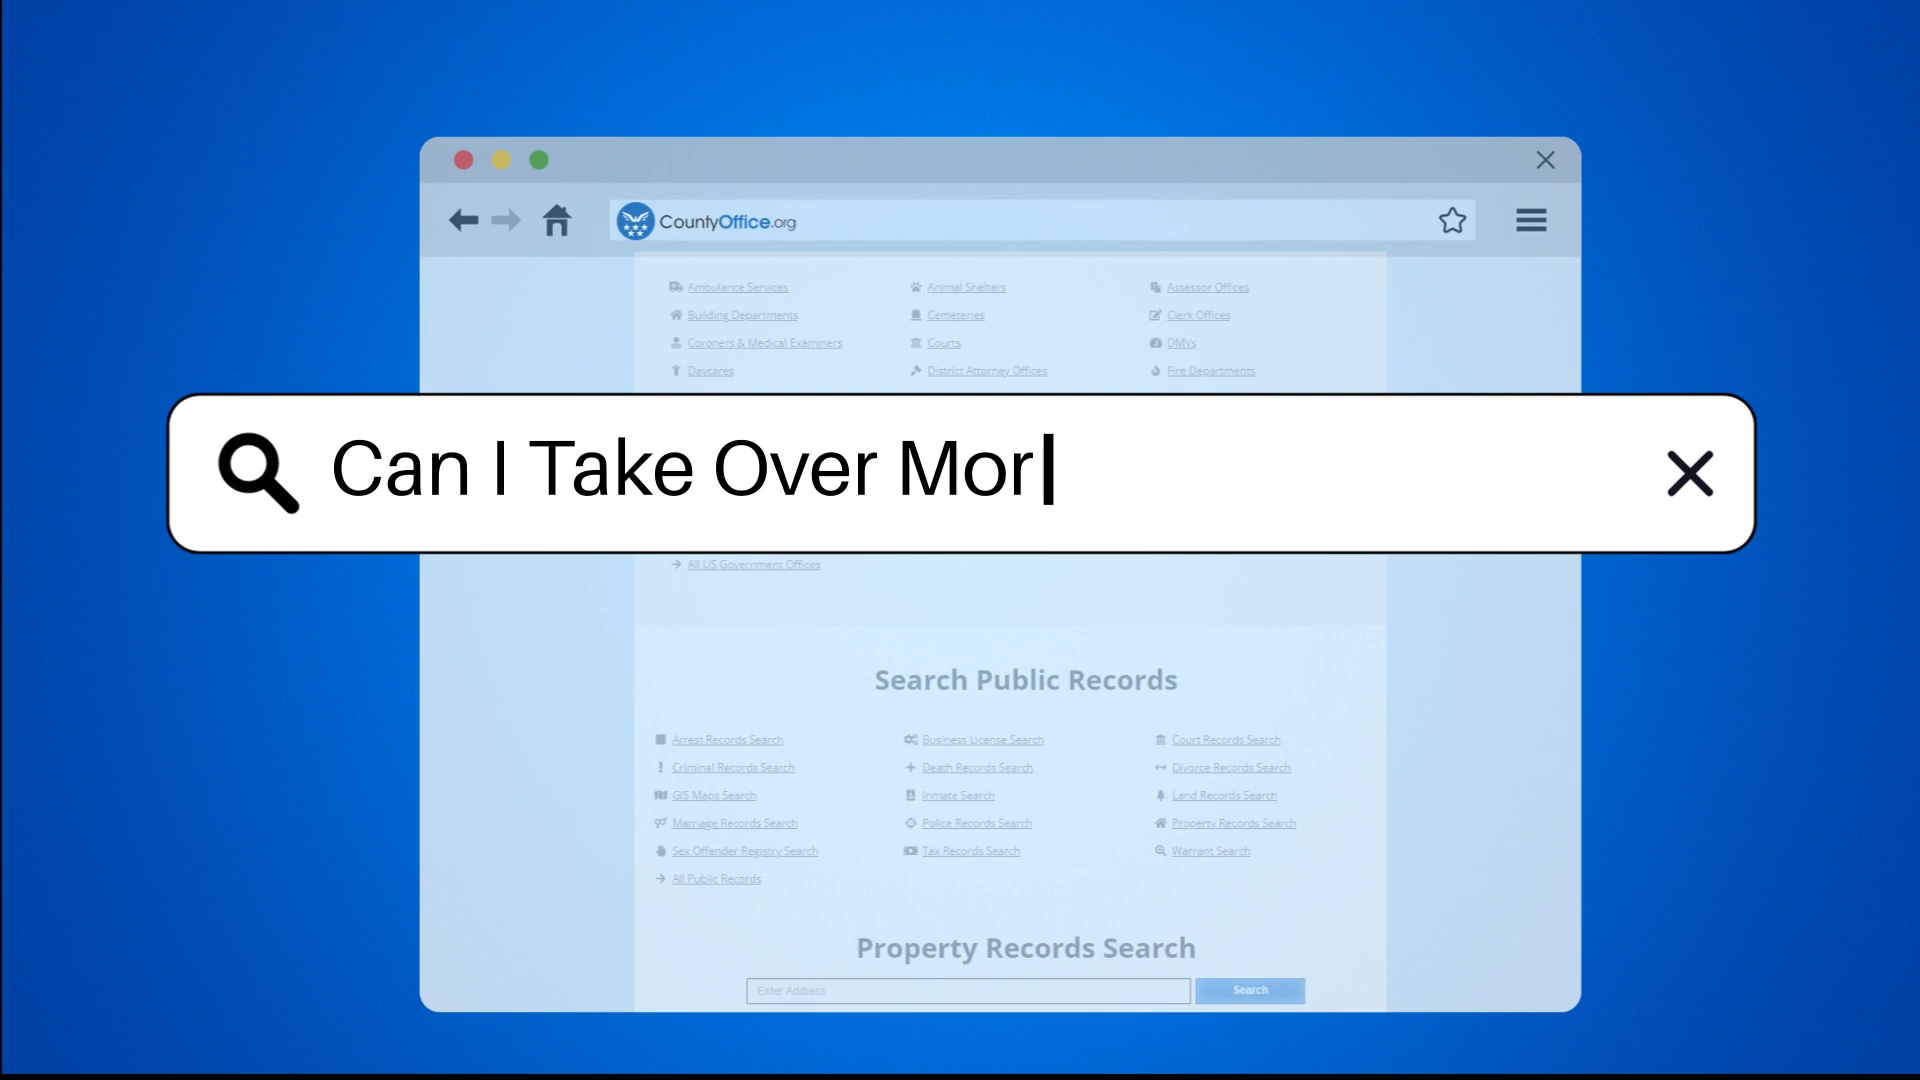 CountyOffice.org
Ambulance Services Animal Shelters Assessor Offices
Building Departments Cemeteries Clerk Offices
Coroners & Medical Examiners Courts DMVs
Daycares District Attorney Offices Fire Departments
Can I Take Over Mor
All US Government Offices
Search Public Records
Arrest Records Search Business License Search Court Records Search
Criminal Records Search Death Records Search Divorce Records Search
GIS Maps Search Inmate Search Land Records Search
Marriage Records Search Police Records Search Property Records Search
Sex Offender Registry Search Tax Records Search Warrant Search
All Public Records
Property Records Search
Enter Address Search